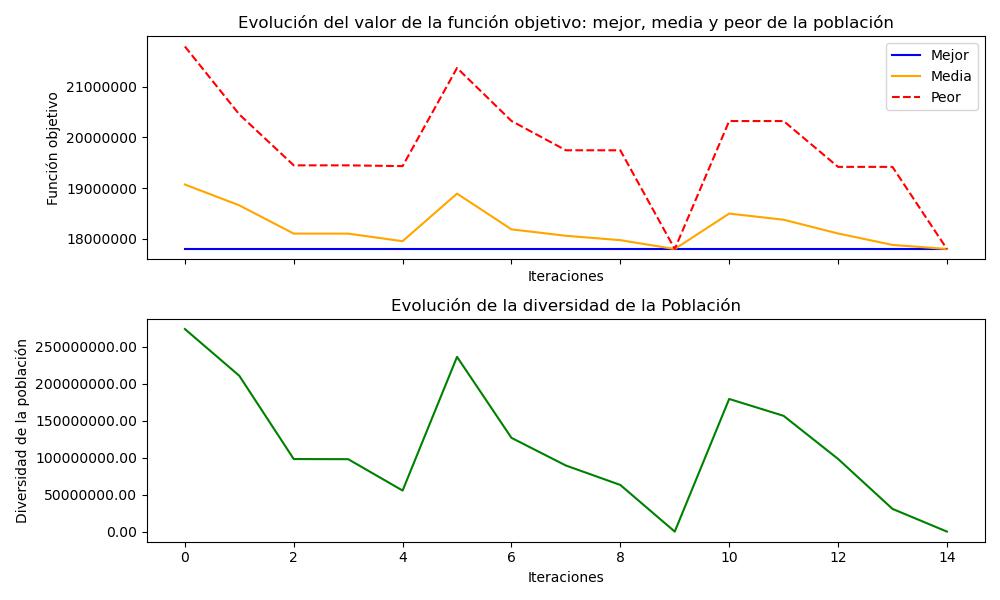 Evolución del valor de la función objetivo: mejor, media y peor de la población
Función objetivo
21000000
20000000
19000000
18000000
Mejor
Media
Peor
Iteraciones
Evolución de la diversidad de la Población
Diversidad de la población
250000000.00
200000000.00
150000000.00
100000000.00
50000000.00
0.00
0 2 4 6 8 10 12 14
Iteraciones